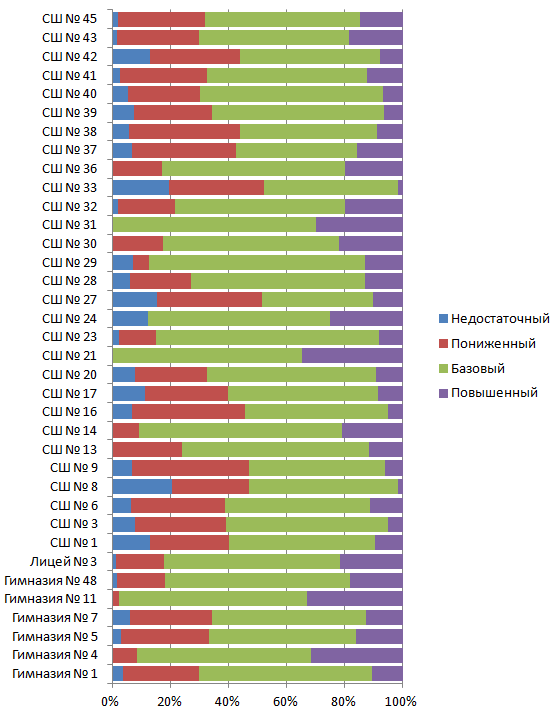 СШ № 45
СШ № 43
СШ № 42
СШ № 41
СШ № 40
СШ № 39
СШ № 38
СШ № 37
СШ № 36
СШ № 33
СШ № 32
СШ № 31
СШ № 30
СШ № 29
СШ № 28
СШ № 27
СШ № 24
СШ № 23
СШ № 21
СШ № 20
СШ № 17
СШ № 16
СШ № 14
СШ № 13
СШ № 9
СШ № 8
СШ № 6
СШ № 3
СШ № 1
Лицей № 3
Гимназия № 48
Гимназия № 11
Гимназия № 7
Гимназия № 5
Гимназия № 4
Гимназия № 1
0% 20% 40% 60% 80% 100%
Недостаточный
Пониженный
Базовый
Повышенный